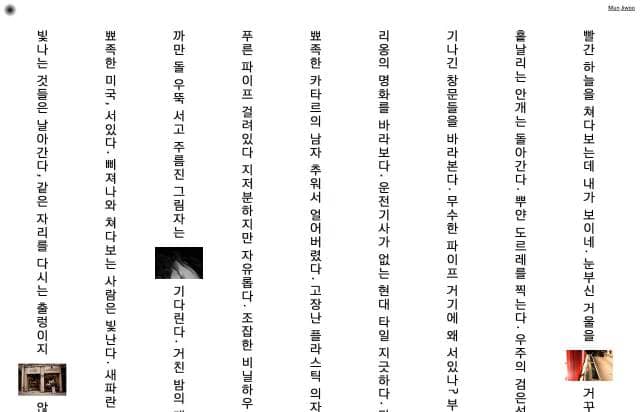 Mun Jiwoo
빨간 하늘을 쳐다보는데 내가 보이네. 눈부신 거울을 거꾸
흩날리는 안개는 돌아간다. 뿌얀 도르레를 찍는다. 우주의 검은
기나긴 창문들을 바라본다. 무수한 파이프 거기에 왜 서있나? 부
리옹의 명화를 바라보다. 운전기사가 없는 현대 타일 지긋하다.
뾰족한 카타르의 남자 추워서 얼어버렸다. 고장난 플라스틱 의자
푸른 파이프 걸려있다 지저분하지만 자유롭다. 조잡한 비닐하우
까만 돌 우뚝 서고 주름진 그림자는 기다린다. 거친 밤의
뾰족한 미국, 서있다. 삐져나와 쳐다보는 사람은 빛난다. 새파란
빛나는 것들은 날아간다, 같은 자리를 다시는 출렁이지 않